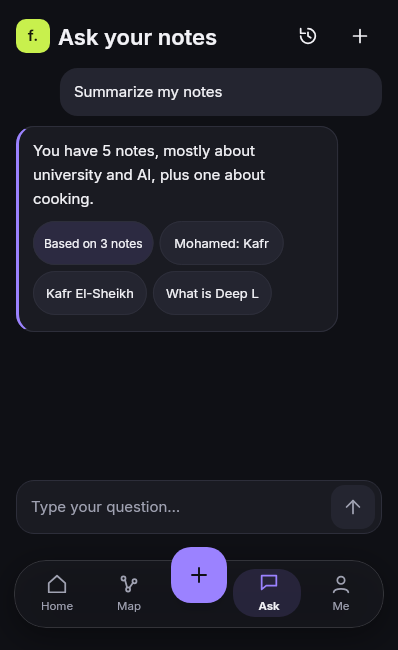 f. Ask your notes
Summarize my notes
You have 5 notes, mostly about
university and AI, plus one about
cooking.
Based on 3 notes
Mohamed: Kafr
Kafr El-Sheikh
What is Deep L
Type your question...
Home
Map
Ask
Me